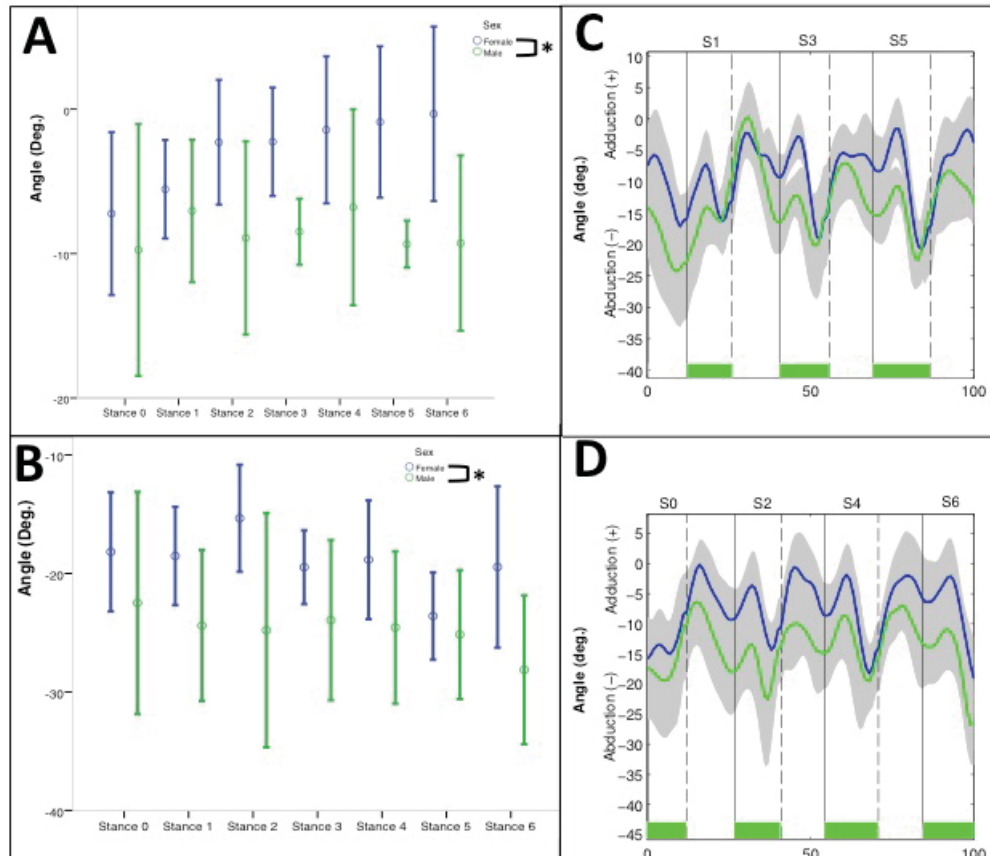 A
Sex
Female
Male
*
Angle (Deg.)
0
-10
-20
Stance 0 Stance 1 Stance 2 Stance 3 Stance 4 Stance 5 Stance 6
B
Sex
Female
Male
*
Angle (Deg.)
-10
-20
-30
-40
Stance 0 Stance 1 Stance 2 Stance 3 Stance 4 Stance 5 Stance 6
C
S1 S3 S5
Angle (deg.)
Abduction (−) Adduction (+)
10
5
0
−5
−10
−15
−20
−25
−30
−35
−40
0 50 100
D
S0 S2 S4 S6
Angle (deg.)
Abduction (−) Adduction (+)
5
0
−5
−10
−15
−20
−25
−30
−35
−40
−45
0 50 100